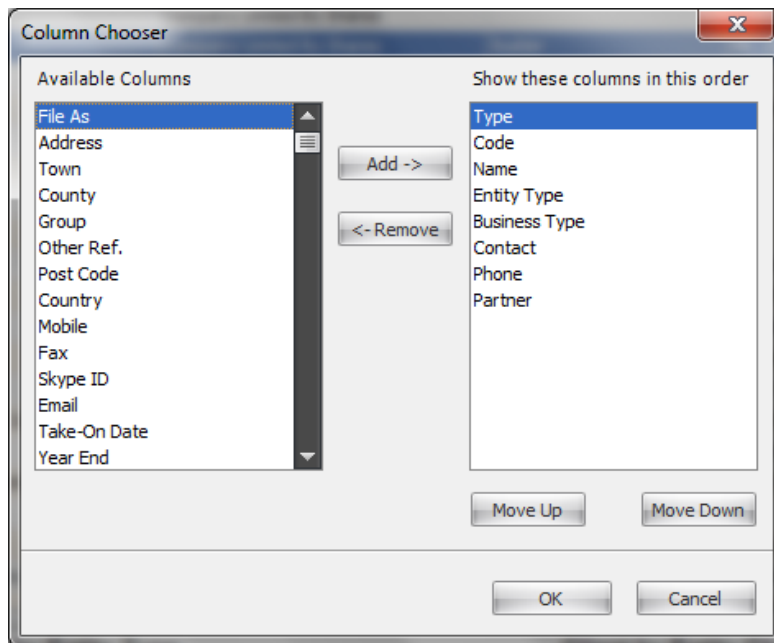 Column Chooser
Available Columns
File As
Address
Town
County
Group
Other Ref.
Post Code
Country
Mobile
Fax
Skype ID
Email
Take-On Date
Year End
Add ->
<- Remove
Show these columns in this order
Type
Code
Name
Entity Type
Business Type
Contact
Phone
Partner
Move Up
Move Down
OK
Cancel